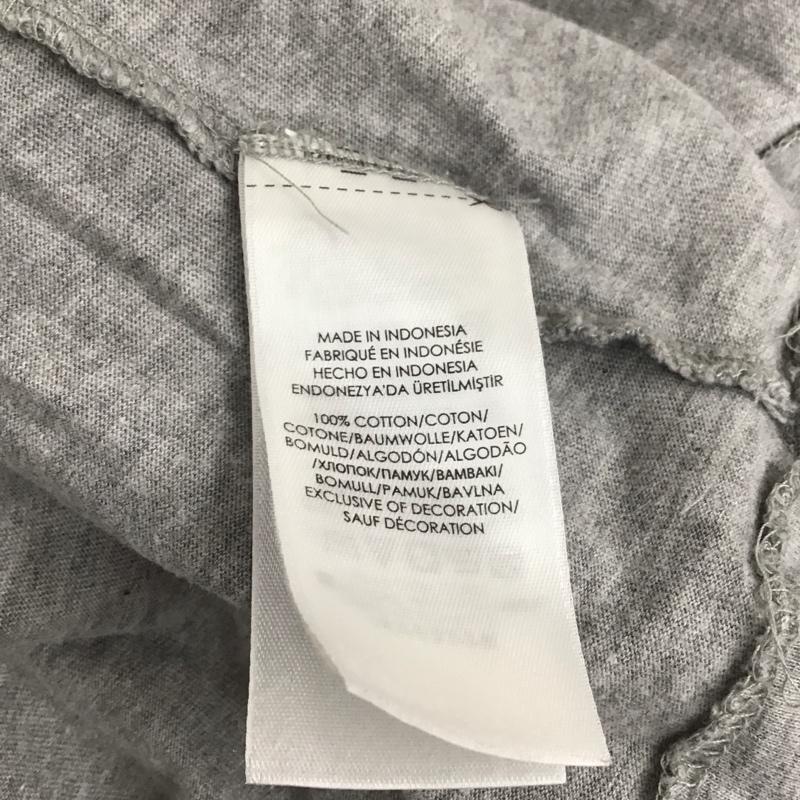 MADE IN INDONESIA
FABRIQUÉ EN INDONÉSIE
HECHO EN INDONESIA
ENDONEZYA'DA ÜRETİLMİŞTİR
100% COTTON/COTON/
COTONE/BAUMWOLLE/KATOEN/
BOMULD/ALGODÓN/ALGODÃO
/ХЛОПОК/ПАМУК/ΒΑΜΒΑΚΙ/
BOMULL/PAMUK/BAVLNA
EXCLUSIVE OF DECORATION/
SAUF DÉCORATION